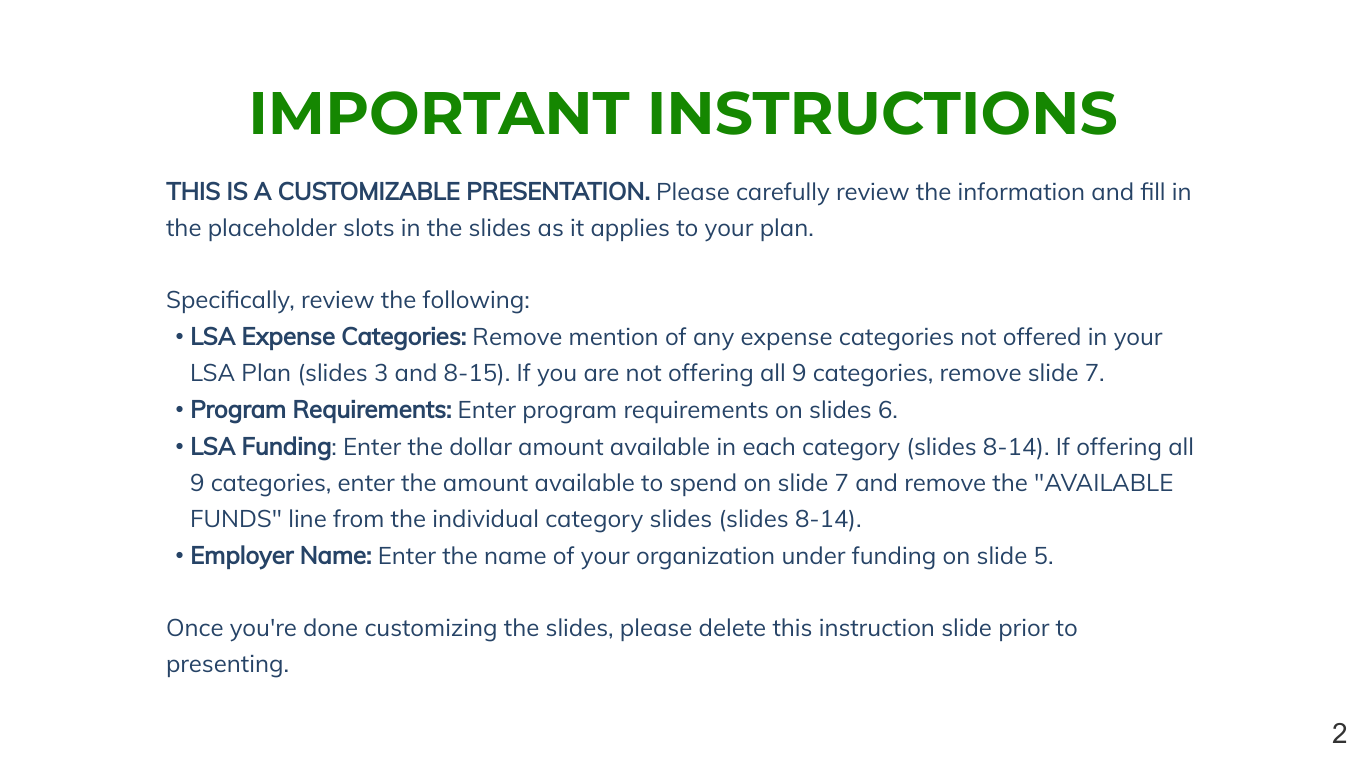 IMPORTANT INSTRUCTIONS
THIS IS A CUSTOMIZABLE PRESENTATION. Please carefully review the information and fill in
the placeholder slots in the slides as it applies to your plan.
Specifically, review the following:
• LSA Expense Categories: Remove mention of any expense categories not offered in your
LSA Plan (slides 3 and 8-15). If you are not offering all 9 categories, remove slide 7.
• Program Requirements: Enter program requirements on slides 6.
• LSA Funding: Enter the dollar amount available in each category (slides 8-14). If offering all
9 categories, enter the amount available to spend on slide 7 and remove the "AVAILABLE
FUNDS" line from the individual category slides (slides 8-14).
• Employer Name: Enter the name of your organization under funding on slide 5.
Once you're done customizing the slides, please delete this instruction slide prior to
presenting.
2